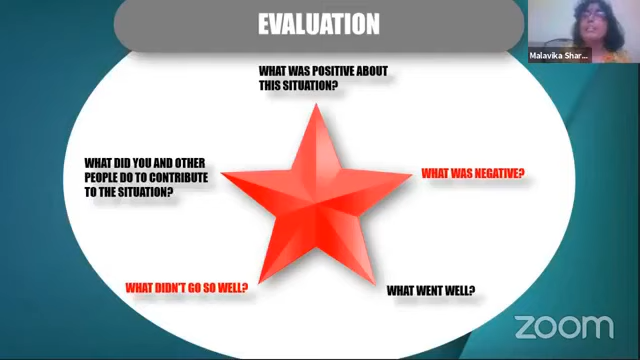 EVALUATION
Malavika Shar...
WHAT WAS POSITIVE ABOUT
THIS SITUATION?
WHAT DID YOU AND OTHER
PEOPLE DO TO CONTRIBUTE
TO THE SITUATION?
WHAT WAS NEGATIVE?
WHAT DIDN'T GO SO WELL?
WHAT WENT WELL?
zoom